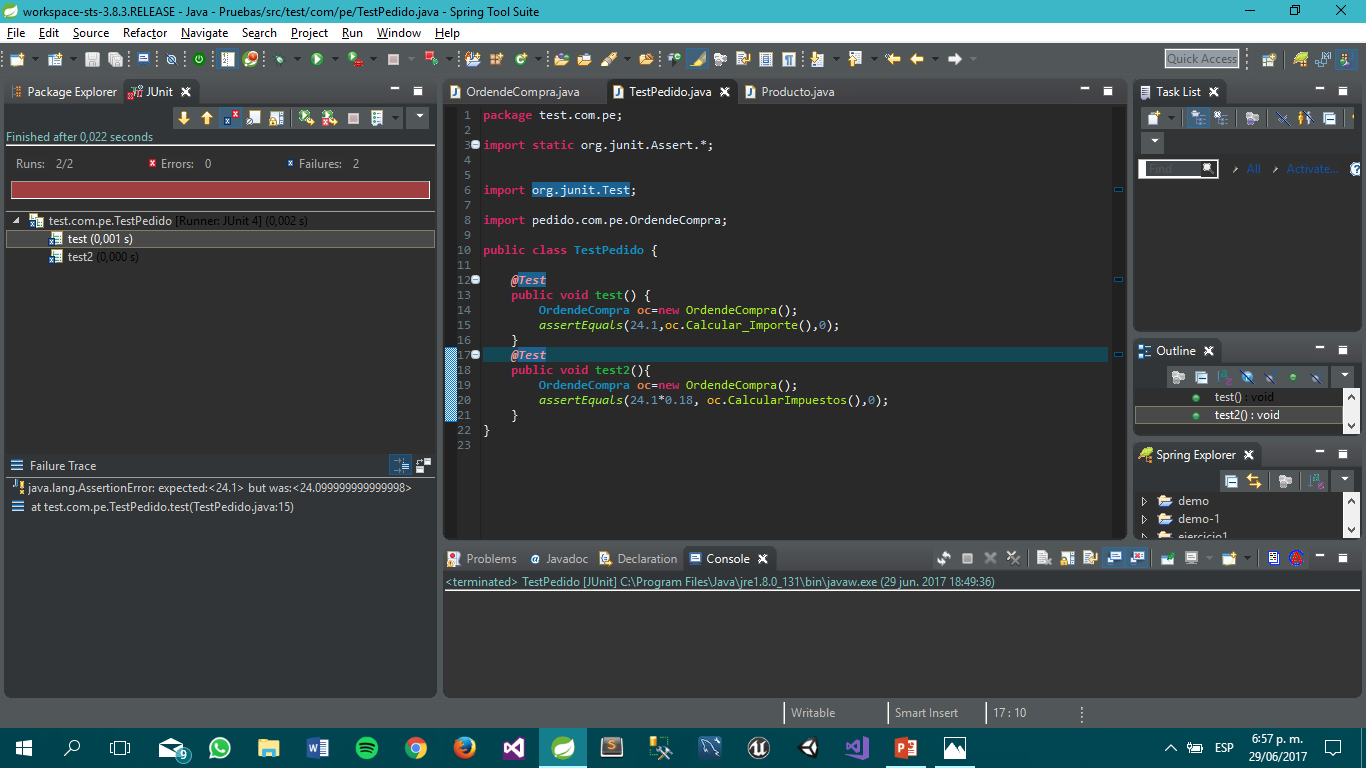 workspace-sts-3.8.3.RELEASE - Java - Pruebas/src/test/com/pe/TestPedido.java - Spring Tool Suite
File Edit Source Refactor Navigate Search Project Run Window Help
Quick Access
Package Explorer JUnit
Finished after 0,022 seconds
Runs: 2/2 Errors: 0 Failures: 2
test.com.pe.TestPedido [Runner: JUnit 4] (0,002 s)
test (0,001 s)
test2 (0,000 s)
Failure Trace
java.lang.AssertionError: expected:<24.1> but was:<24.099999999999998>
at test.com.pe.TestPedido.test(TestPedido.java:15)
OrdendeCompra.java TestPedido.java Producto.java
1 package test.com.pe;
2
3 import static org.junit.Assert.*;
4
5
6 import org.junit.Test;
7
8 import pedido.com.pe.OrdendeCompra;
9
10 public class TestPedido {
11
12 @Test
13 public void test() {
14 OrdendeCompra oc=new OrdendeCompra();
15 assertEquals(24.1,oc.Calcular_Importe(),0);
16 }
17 @Test
18 public void test2(){
19 OrdendeCompra oc=new OrdendeCompra();
20 assertEquals(24.1*0.18, oc.CalcularImpuestos(),0);
21 }
22 }
23
Task List
Find All Activate...
Outline
test() : void
test2() : void
Spring Explorer
demo
demo-1
ejercicio1
Problems Javadoc Declaration Console
<terminated> TestPedido [JUnit] C:\Program Files\Java\jre1.8.0_131\bin\javaw.exe (29 jun. 2017 18:49:36)
Writable Smart Insert 17 : 10
9
ESP
6:57 p. m.
29/06/2017